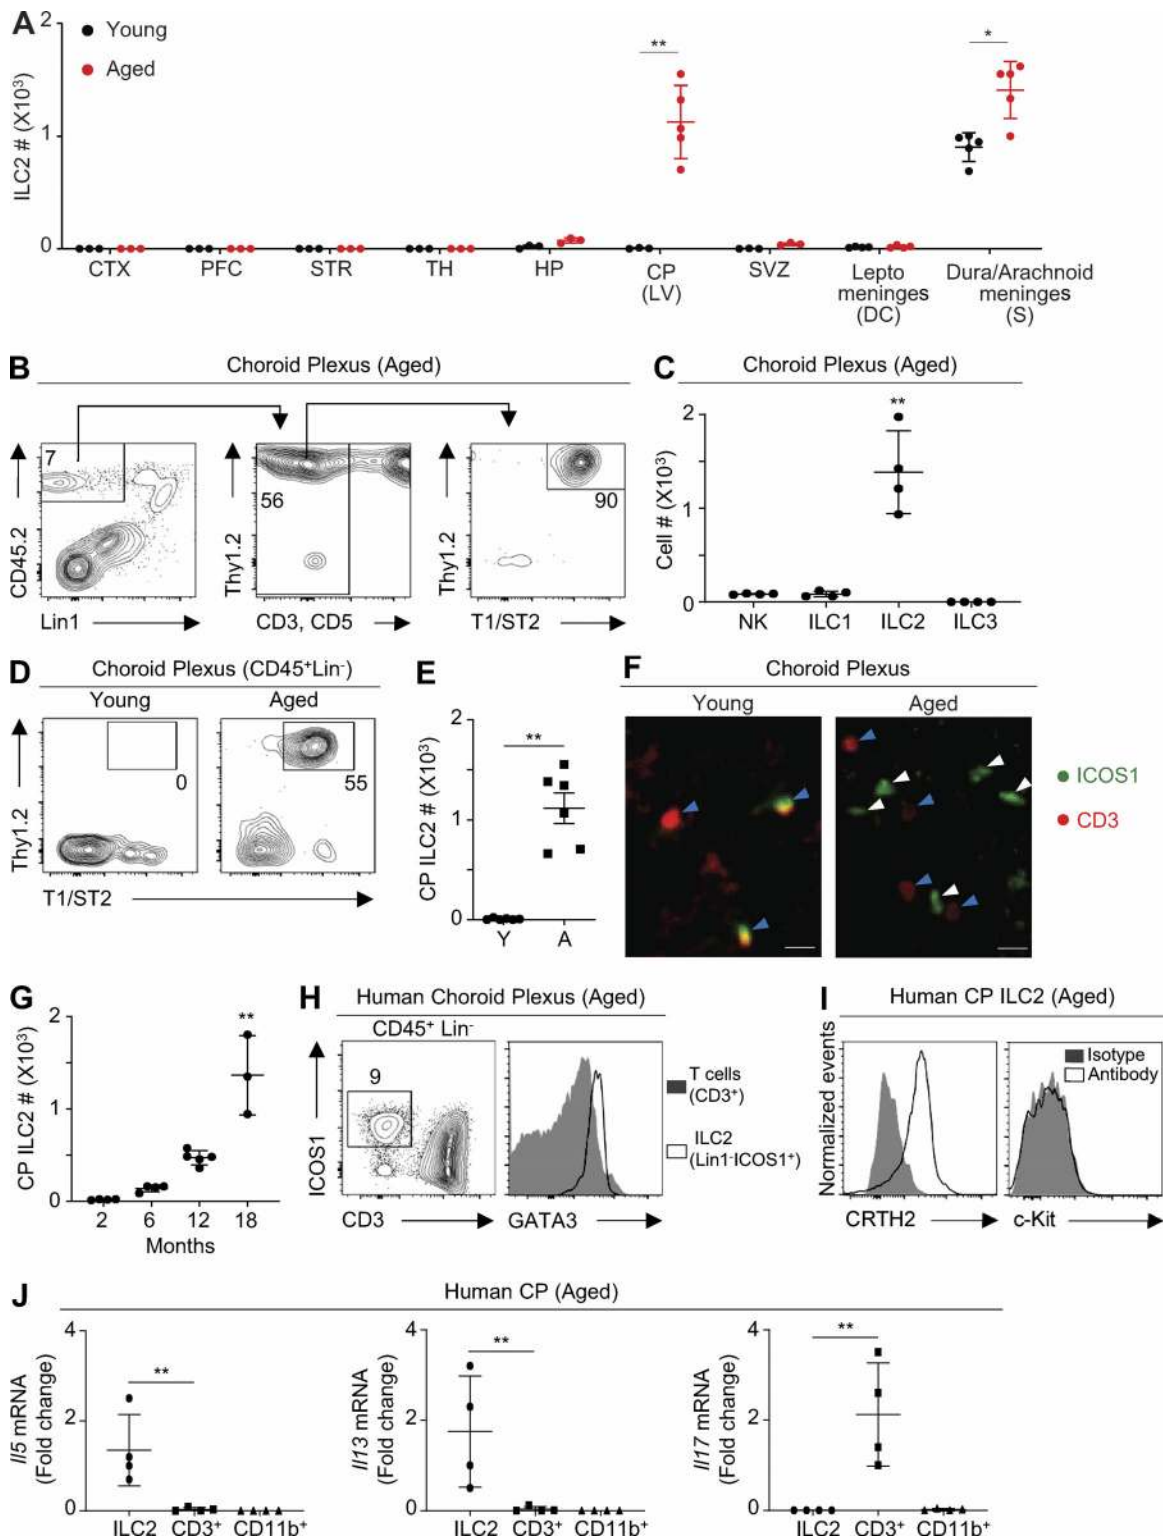 A
2
1
0
ILC2 # (X10³)
Young
Aged
**
*
CTX PFC STR TH HP CP (LV) SVZ Lepto meninges (DC) Dura/Arachnoid meninges (S)
B
Choroid Plexus (Aged)
7
CD45.2
Lin1
56
Thy1.2
CD3, CD5
90
Thy1.2
T1/ST2
C
Choroid Plexus (Aged)
**
2
1
0
Cell # (X10³)
NK ILC1 ILC2 ILC3
D
Choroid Plexus (CD45⁺Lin⁻)
Young Aged
0
55
Thy1.2
T1/ST2
E
2
1
0
**
CP ILC2 # (X10³)
Y A
F
Choroid Plexus
Young Aged
ICOS1
CD3
G
2
1
0
**
CP ILC2 # (X10³)
2 6 12 18
Months
H
Human Choroid Plexus (Aged)
CD45⁺ Lin⁻
9
ICOS1
CD3
GATA3
T cells
(CD3⁺)
ILC2
(Lin1⁻ICOS1⁺)
I
Human CP ILC2 (Aged)
Normalized events
Isotype
Antibody
CRTH2 c-Kit
J
Human CP (Aged)
4
2
0
**
Il5 mRNA
(Fold change)
ILC2 CD3⁺ CD11b⁺
4
2
0
**
Il13 mRNA
(Fold change)
ILC2 CD3⁺ CD11b⁺
4
2
0
**
Il17 mRNA
(Fold change)
ILC2 CD3⁺ CD11b⁺